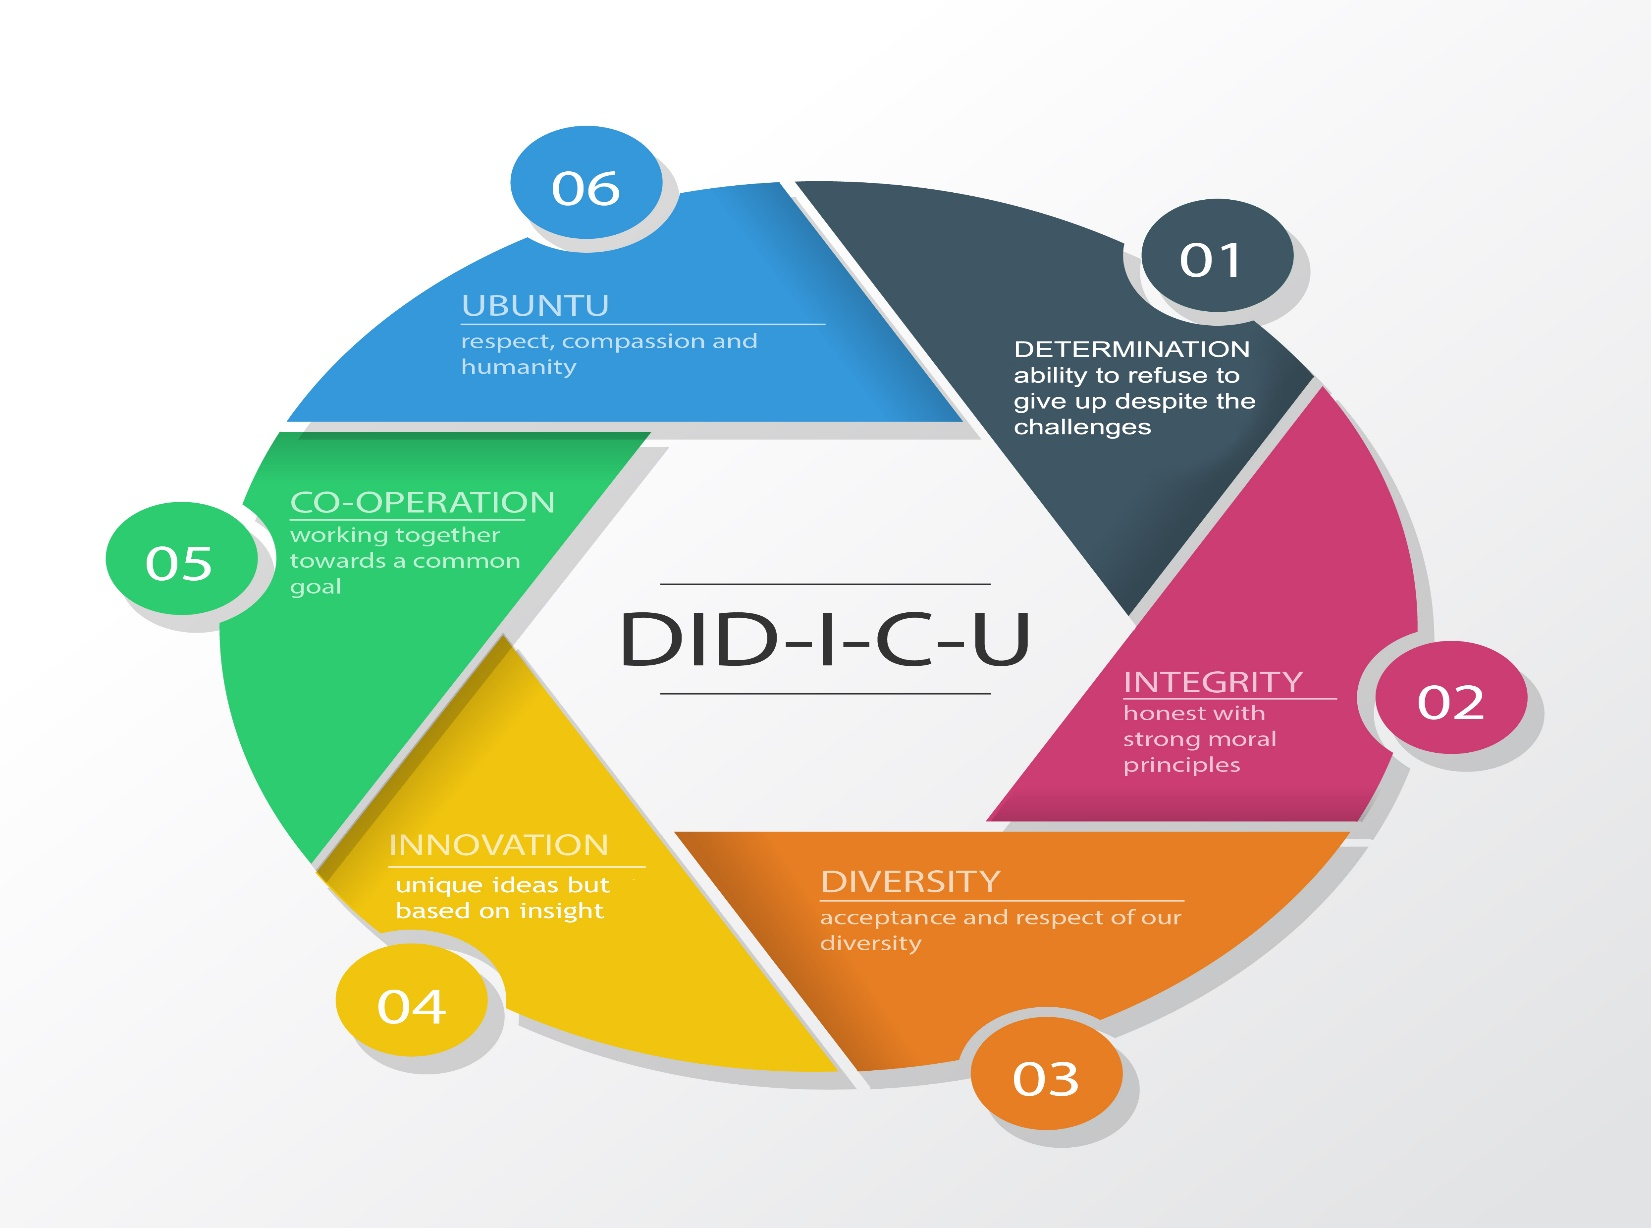 06
01
UBUNTU
respect, compassion and
humanity
DETERMINATION
ability to refuse to
give up despite the
challenges
CO-OPERATION
working together
towards a common
goal
05
DID-I-C-U
INTEGRITY
honest with
strong moral
principles
02
INNOVATION
unique ideas but
based on insight
04
DIVERSITY
acceptance and respect of our
diversity
03